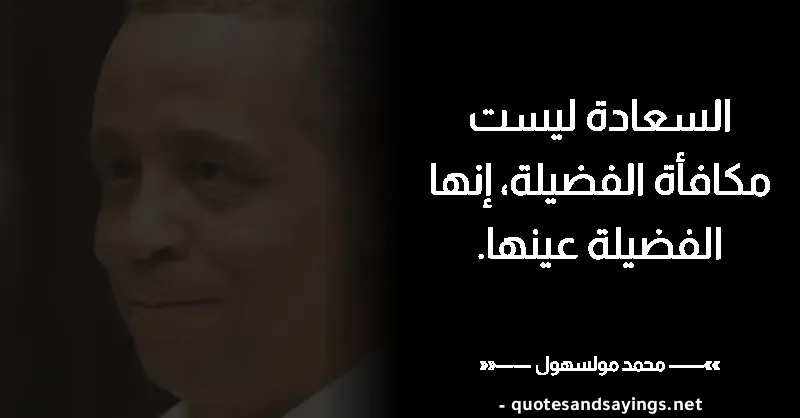 السعادة ليست
مكافأة الفضيلة، إنها
الفضيلة عينها.
»»—— محمد مولسهول ——««
- quotesandsayings.net